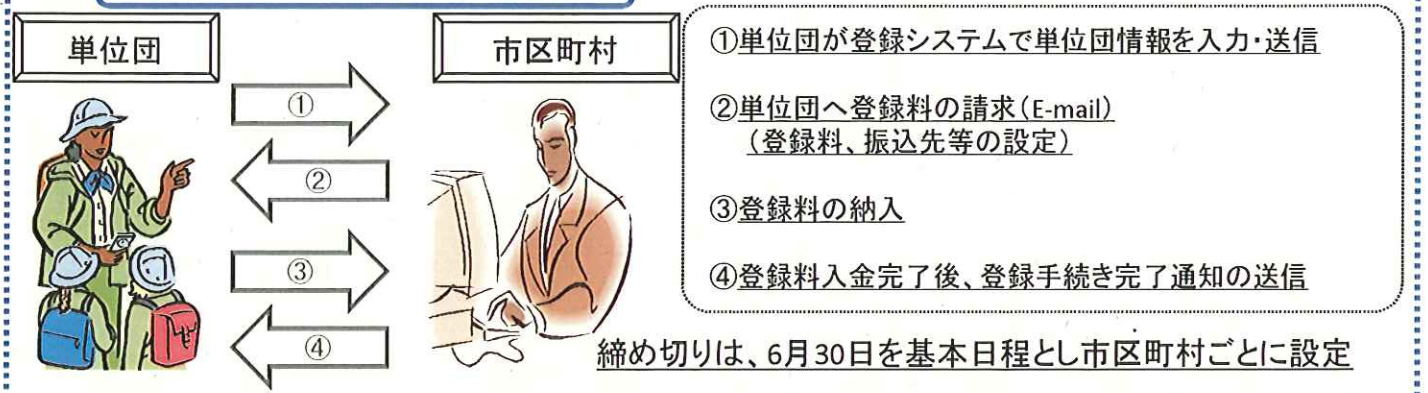 単位団
市区町村
①
②
③
④
①単位団が登録システムで単位団情報を入力・送信
②単位団へ登録料の請求（E-mail）
（登録料、振込先等の設定）
③登録料の納入
④登録料入金完了後、登録手続き完了通知の送信
締め切りは、6月30日を基本日程とし市区町村ごとに設定